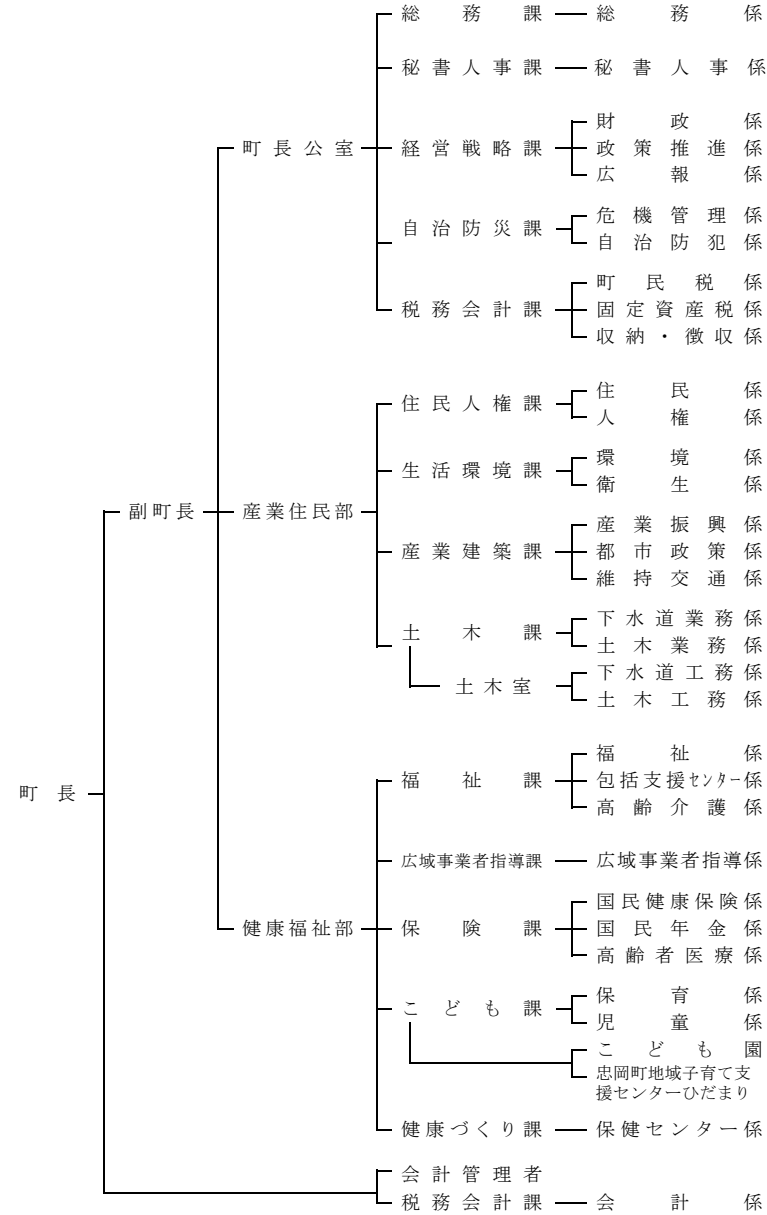 総務課 総務係
秘書人事課 秘書人事係
財政係
町長公室 経営戦略課 政策推進係
広報係
自治防災課 危機管理係
自治防犯係
町民税係
税務会計課 固定資産税係
収納・徴収係
住民人権課 住民係
人権係
生活環境課 環境係
衛生係
副町長 産業住民部
産業振興係
産業建築課 都市政策係
維持交通係
土木課 下水道業務係
土木業務係
土木室 下水道工務係
土木工務係
福祉係
町長 福祉課 包括支援センター係
高齢介護係
広域事業者指導課 広域事業者指導係
国民健康保険係
健康福祉部 保険課 国民年金係
高齢者医療係
こども課 保育係
児童係
こども園
忠岡町地域子育て支
援センターひだまり
健康づくり課 保健センター係
会計管理者
税務会計課 会計係